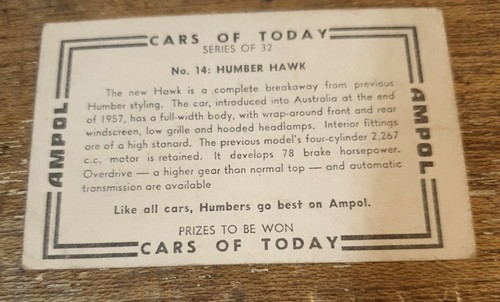 CARS OF TODAY
SERIES OF 32
No. 14: HUMBER HAWK
The new Hawk is a complete breakaway from previous
Humber styling. The car, introduced into Australia at the end
of 1957, has a full-width body, with wrap-around front and rear
windscreen, low grille and hooded headlamps. Interior fittings
are of a high stanard. The previous model's four-cylinder 2,267
c.c. motor is retained. It develops 78 brake horsepower.
Overdrive — a higher gear than normal top — and automatic
transmission are available
Like all cars, Humbers go best on Ampol.
PRIZES TO BE WON
CARS OF TODAY
AMPOL
AMPOL